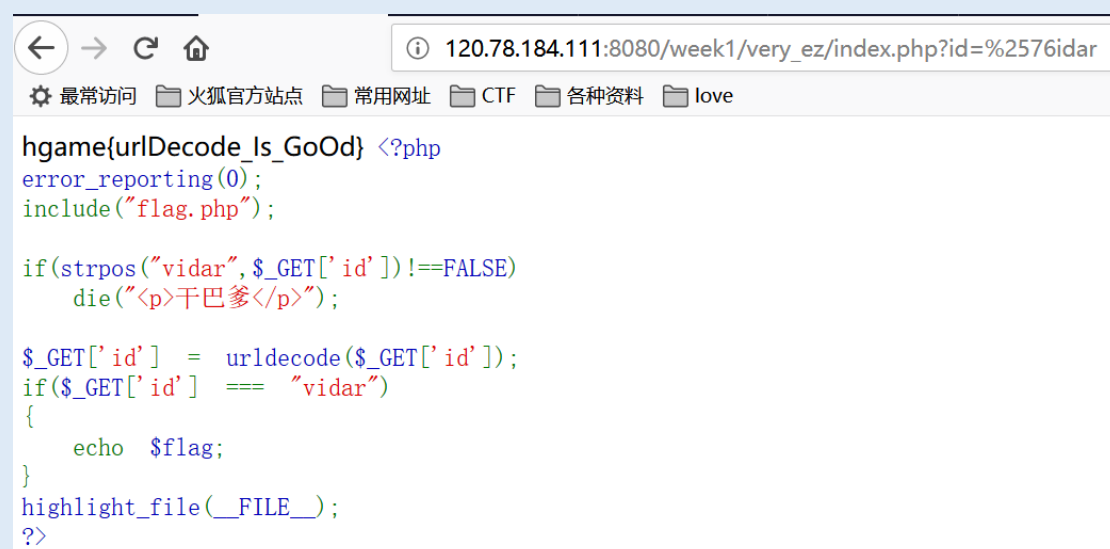 120.78.184.111:8080/week1/very_ez/index.php?id=%2576idar
最常访问 火狐官方站点 常用网址 CTF 各种资料 love
hgame{urlDecode_Is_GoOd} <?php
error_reporting(0);
include("flag.php");
if(strpos("vidar",$_GET['id'])!==FALSE)
die("<p>干巴爹</p>");
$_GET['id'] = urldecode($_GET['id']);
if($_GET['id'] === "vidar")
{
echo $flag;
}
highlight_file(__FILE__);
?>